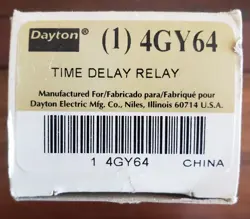 Dayton® (1) 4GY64
TIME DELAY RELAY
Manufactured For/Fabricado para/Fabriqué pour
Dayton Electric Mfg. Co., Niles, Illinois 60714 U.S.A.
1 4GY64 CHINA